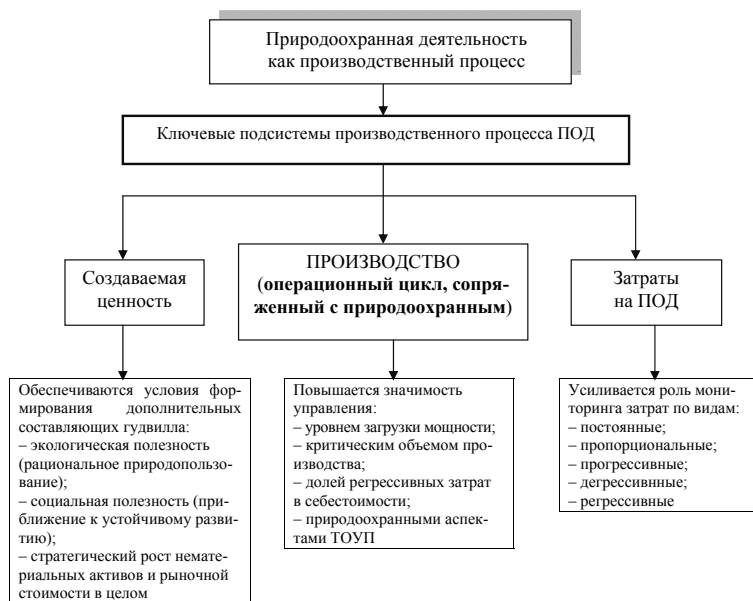 Природоохранная деятельность
как производственный процесс
Ключевые подсистемы производственного процесса ПОД
Создаваемая
ценность
ПРОИЗВОДСТВО
(операционный цикл, сопря-
женный с природоохранным)
Затраты
на ПОД
Обеспечиваются условия фор-
мирования дополнительных
составляющих гудвилла:
– экологическая полезность
(рациональное природопользо-
вание);
– социальная полезность (при-
ближение к устойчивому разви-
тию);
– стратегический рост немате-
риальных активов и рыночной
стоимости в целом
Повышается значимость
управления:
– уровнем загрузки мощности;
– критическим объемом про-
изводства;
– долей регрессивных затрат
в себестоимости;
– природоохранными аспек-
тами ТОУП
Усиливается роль мони-
торинга затрат по видам:
– постоянные;
– пропорциональные;
– прогрессивные;
– дегрессивнные;
– регрессивные